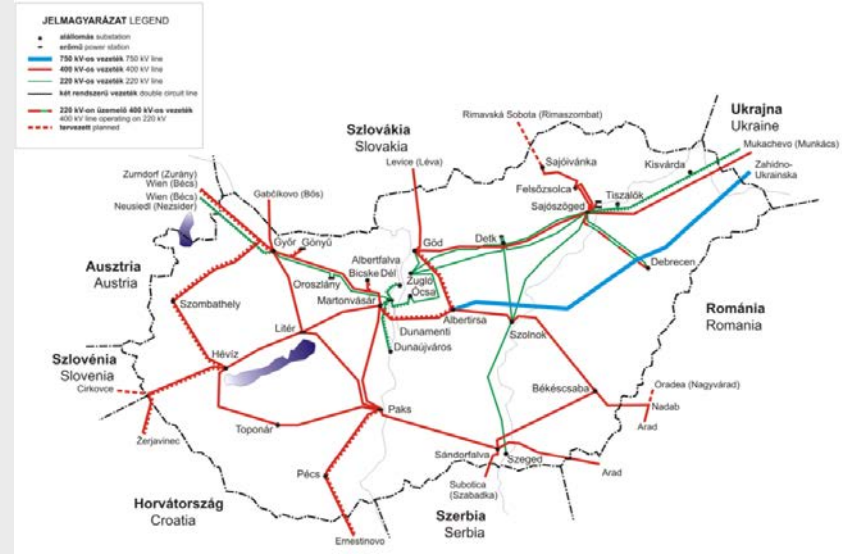 JELMAGYARÁZAT LEGEND
alállomás substation
erőmű power station
750 kV-os vezeték 750 kV line
400 kV-os vezeték 400 kV line
220 kV-os vezeték 220 kV line
két rendszerű vezeték double circuit line
220 kV-on üzemelő 400 kV-os vezeték
400 kV line operating on 220 kV
tervezett planned
Szlovákia
Slovakia
Rimavská Sobota (Rimaszombat)
Ukrajna
Ukraine
Mukachevo (Munkács)
Zahidno-
Ukrainska
Levice (Léva)
Sajóivánka
Kisvárda
Felsőzsolca
Tiszalök
Sajószöged
Zurndorf (Zurány)
Wien (Bécs)
Wien (Bécs)
Neusiedl (Nezsider)
Gabčikovo (Bős)
Győr
Gönyű
Albertfalva
Bicske Dél
Göd
Detk
Zugló
Ócsa
Debrecen
Ausztria
Austria
Oroszlány
Martonvásár
Szombathely
Litér
Dunamenti
Albertirsa
Dunaújváros
Szolnok
Románia
Romania
Szlovénia
Slovenia
Cirkovce
Hévíz
Békéscsaba
Oradea (Nagyvárad)
Nadab
Arad
Žerjavinec
Toponár
Paks
Sándorfalva
Szeged
Arad
Pécs
Subotica
(Szabadka)
Horvátország
Croatia
Szerbia
Serbia
Ernestinovo